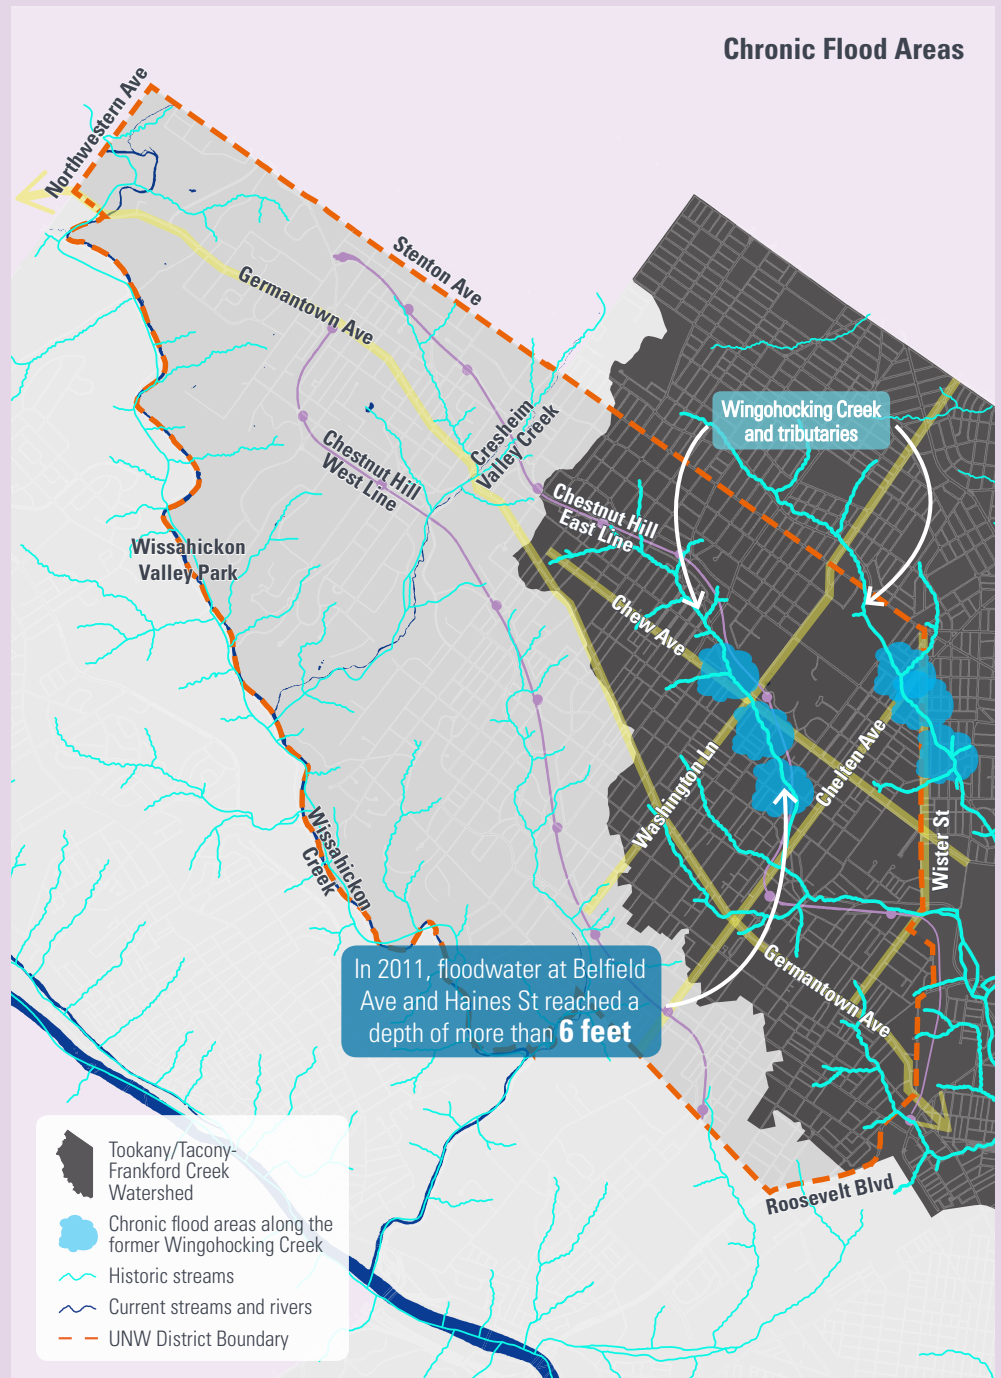 Chronic Flood Areas
Northwestern Ave
Stenton Ave
Germantown Ave
Cresheim
Valley Creek
Wingohocking Creek
and tributaries
Chestnut Hill
West Line
Chestnut Hill
East Line
Wissahickon
Valley Park
Chew Ave
Washington Ln
Chelten Ave
Wister St
Wissahickon
Creek
In 2011, floodwater at Belfield
Ave and Haines St reached a
depth of more than 6 feet
Germantown Ave
Roosevelt Blvd
Tookany/Tacony-
Frankford Creek
Watershed
Chronic flood areas along the
former Wingohocking Creek
Historic streams
Current streams and rivers
UNW District Boundary